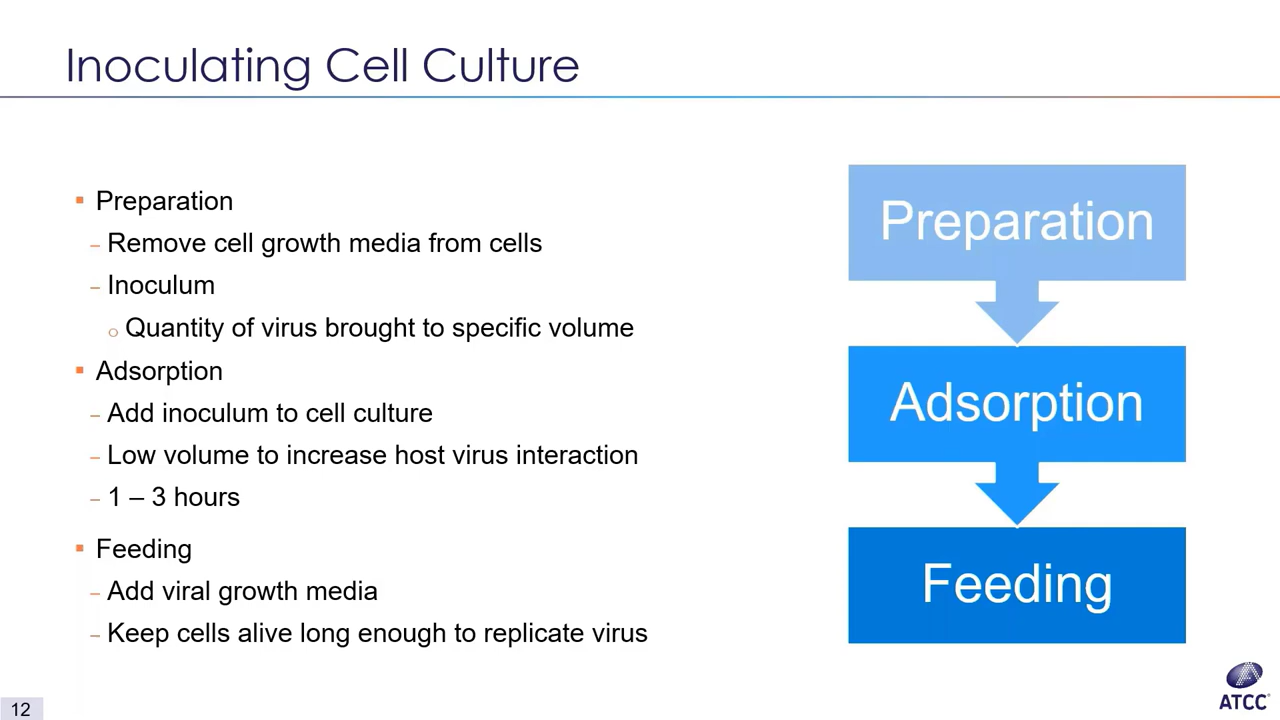 Inoculating Cell Culture
▪ Preparation
– Remove cell growth media from cells
– Inoculum
○ Quantity of virus brought to specific volume
▪ Adsorption
– Add inoculum to cell culture
– Low volume to increase host virus interaction
– 1 – 3 hours
▪ Feeding
– Add viral growth media
– Keep cells alive long enough to replicate virus
Preparation
Adsorption
Feeding
12
ATCC